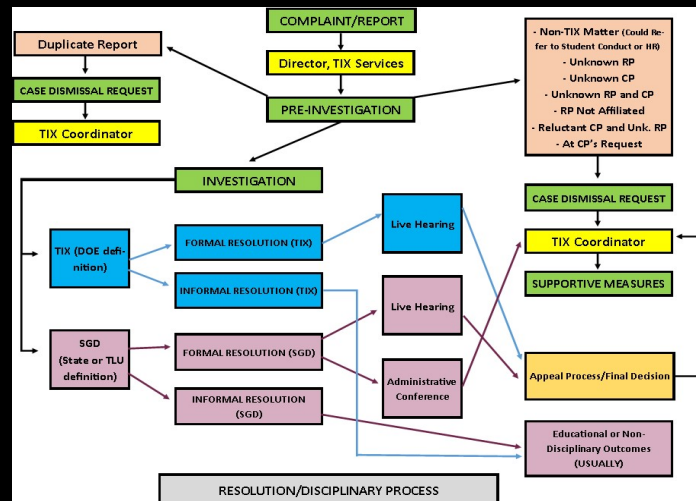 COMPLAINT/REPORT
Duplicate Report
Director, TIX Services
CASE DISMISSAL REQUEST
PRE-INVESTIGATION
TIX Coordinator
- Non-TIX Matter (Could Re-
fer to Student Conduct or HR)
- Unknown RP
- Unknown CP
- Unknown RP and CP
- RP Not Affiliated
- Reluctant CP and Unk. RP
- At CP's Request
INVESTIGATION
CASE DISMISSAL REQUEST
TIX Coordinator
SUPPORTIVE MEASURES
TIX (DOE defi-
nition)
FORMAL RESOLUTION (TIX)
Live Hearing
INFORMAL RESOLUTION (TIX)
SGD
(State or TLU
definition)
FORMAL RESOLUTION (SGD)
Live Hearing
Administrative
Conference
INFORMAL RESOLUTION
(SGD)
Appeal Process/Final Decision
Educational or Non-
Disciplinary Outcomes
(USUALLY)
RESOLUTION/DISCIPLINARY PROCESS